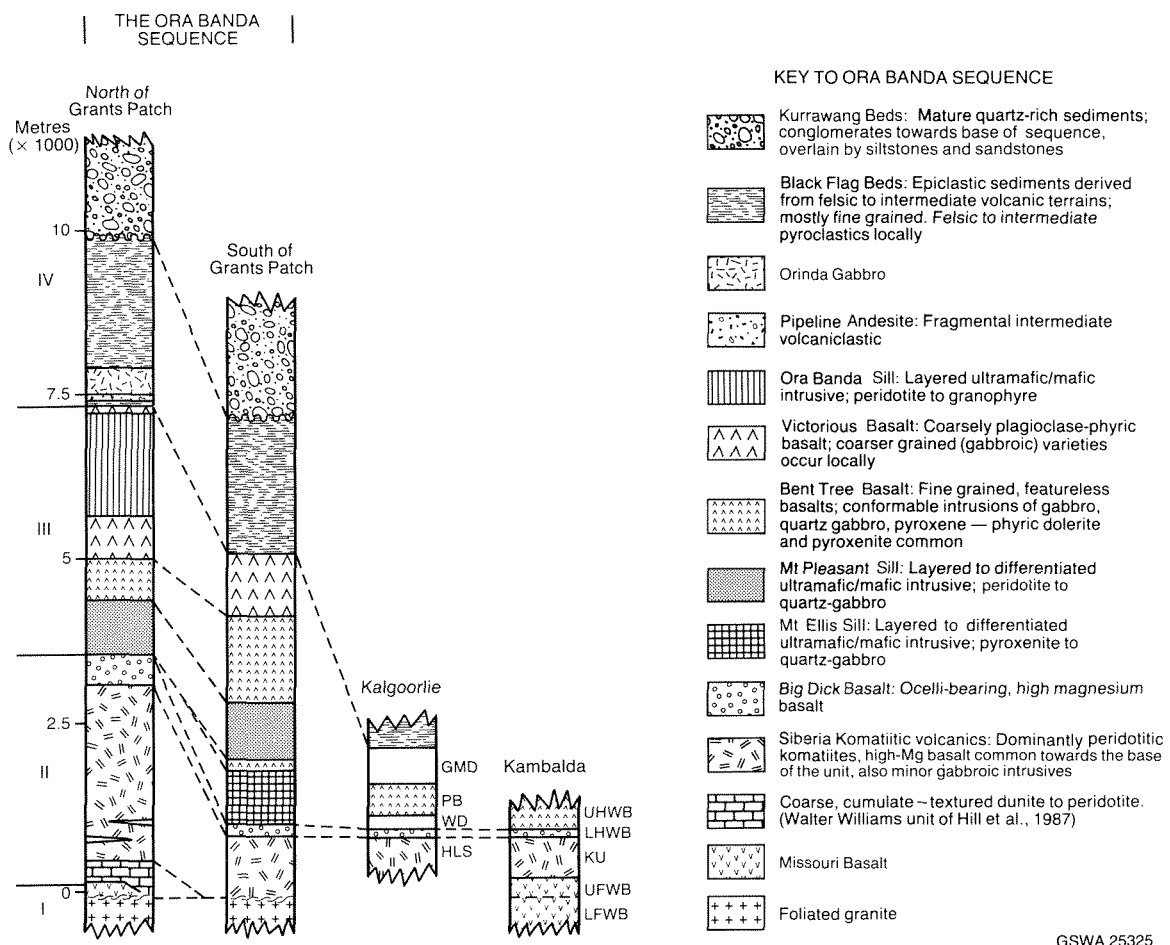 THE ORA BANDA
SEQUENCE
North of
Grants Patch
Metres
(× 1000)
10
7.5
5
2.5
0
IV
III
II
I
South of
Grants Patch
Kalgoorlie
GMD
PB
WD
HLS
Kambalda
UHWB
LHWB
KU
UFWB
LFWB
KEY TO ORA BANDA SEQUENCE
Kurrawang Beds: Mature quartz-rich sediments;
conglomerates towards base of sequence,
overlain by siltstones and sandstones
Black Flag Beds: Epiclastic sediments derived
from felsic to intermediate volcanic terrains;
mostly fine grained. Felsic to intermediate
pyroclastics locally
Orinda Gabbro
Pipeline Andesite: Fragmental intermediate
volcaniclastic
Ora Banda Sill: Layered ultramafic/mafic
intrusive; peridotite to granophyre
Victorious Basalt: Coarsely plagioclase-phyric
basalt; coarser grained (gabbroic) varieties
occur locally
Bent Tree Basalt: Fine grained, featureless
basalts; conformable intrusions of gabbro,
quartz gabbro, pyroxene — phyric dolerite
and pyroxenite common
Mt Pleasant Sill: Layered to differentiated
ultramafic/mafic intrusive; peridotite to
quartz-gabbro
Mt Ellis Sill: Layered to differentiated
ultramafic/mafic intrusive; pyroxenite to
quartz-gabbro
Big Dick Basalt: Ocelli-bearing, high magnesium
basalt
Siberia Komatiitic volcanics: Dominantly peridotitic
komatiites, high-Mg basalt common towards the base
of the unit, also minor gabbroic intrusives
Coarse, cumulate – textured dunite to peridotite.
(Walter Williams unit of Hill et al., 1987)
Missouri Basalt
Foliated granite
GSWA 25325